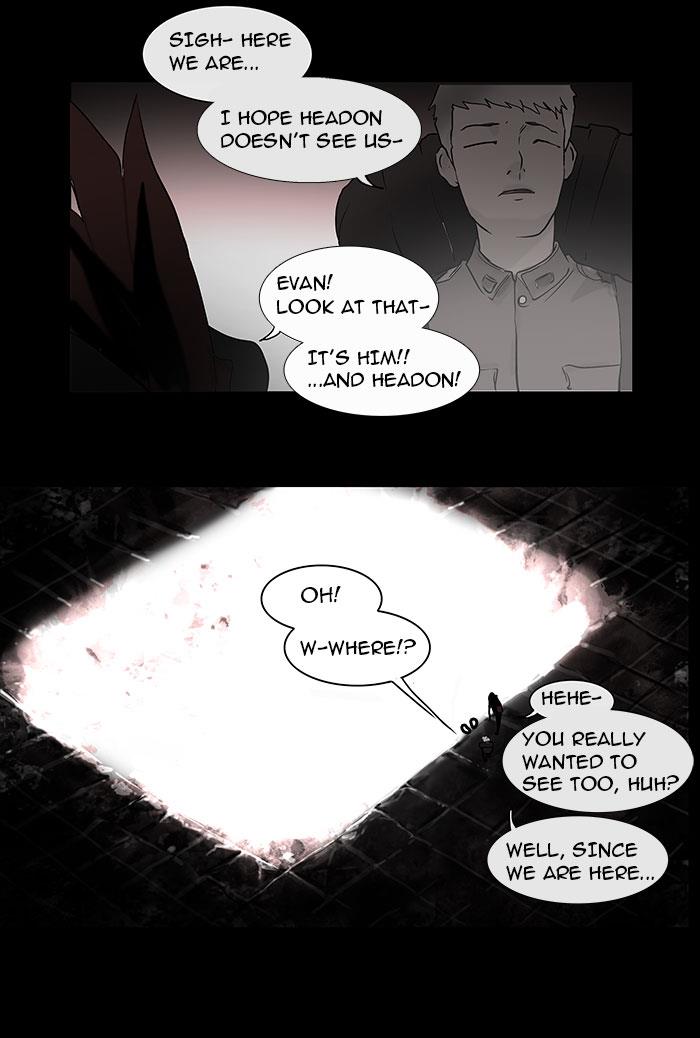 SIGH- HERE
WE ARE...
I HOPE HEADON
DOESN'T SEE US-
EVAN!
LOOK AT THAT-
IT'S HIM!!
...AND HEADON!
OH!
W-WHERE!?
HEHE-
YOU REALLY
WANTED TO
SEE TOO, HUH?
WELL, SINCE
WE ARE HERE...